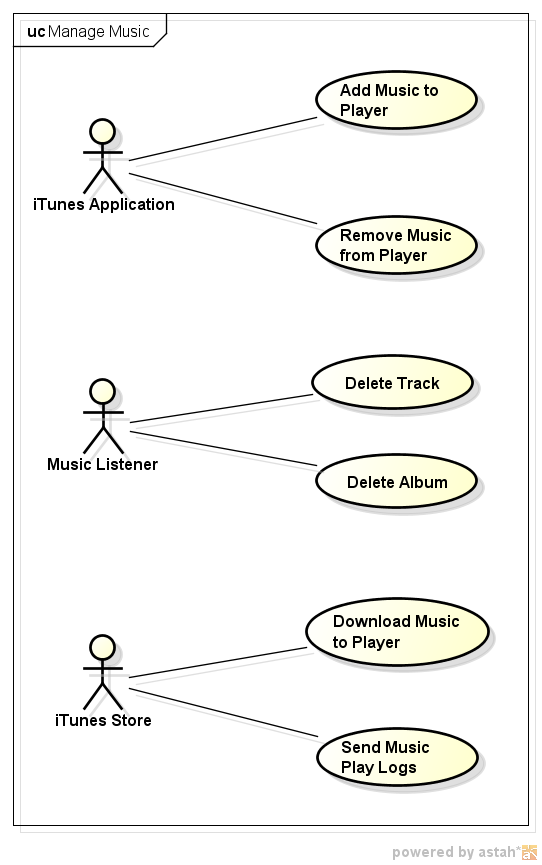 uc Manage Music
Add Music to
Player
iTunes Application
Remove Music
from Player
Delete Track
Music Listener
Delete Album
Download Music
to Player
iTunes Store
Send Music
Play Logs
powered by astah*